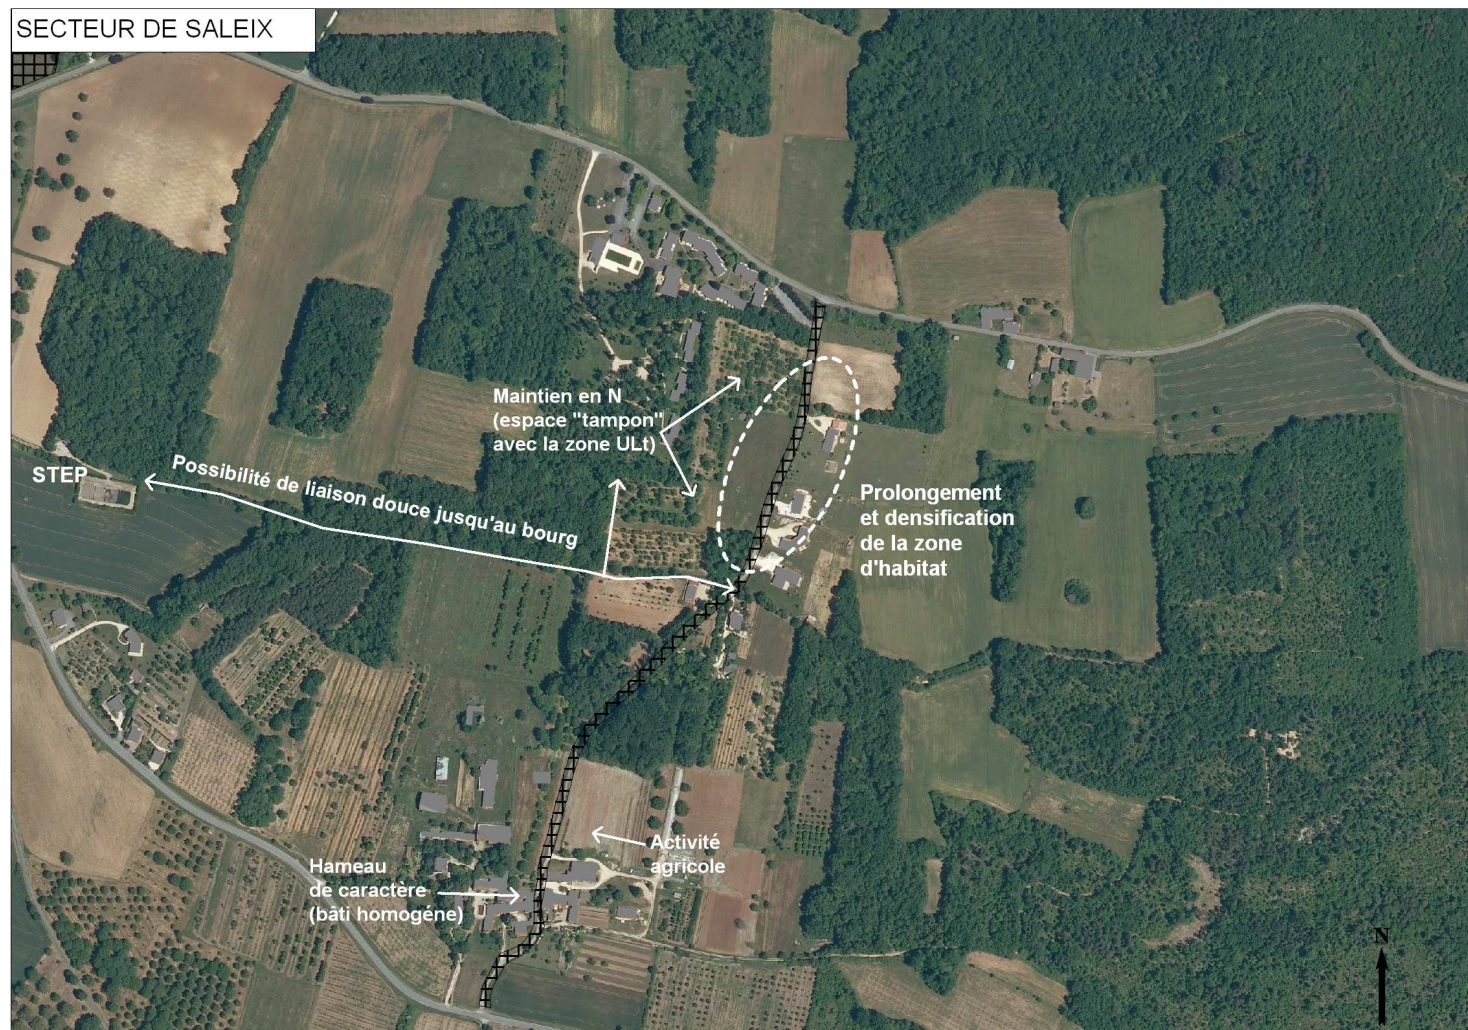 SECTEUR DE SALEIX
Maintien en N
(espace "tampon"
avec la zone ULt)
STEP
Possibilité de liaison douce jusqu'au bourg
Prolongement
et densification
de la zone
d'habitat
Activité
agricole
Hameau
de caractère
(bâti homogéne)
N